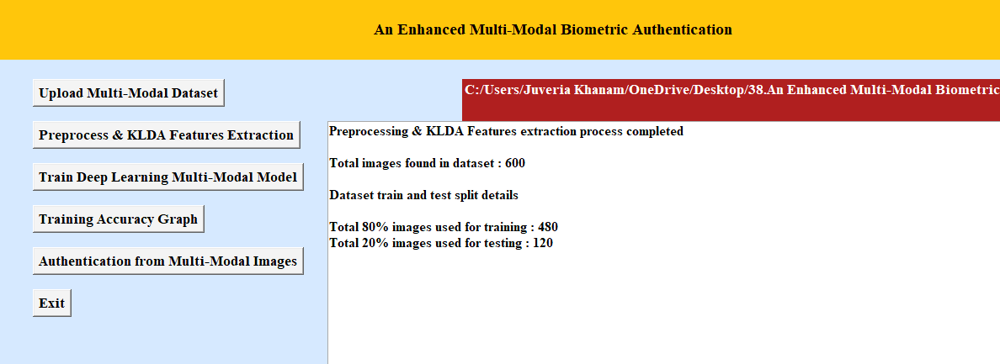 An Enhanced Multi-Modal Biometric Authentication
Upload Multi-Modal Dataset
C:/Users/Juveria Khanam/OneDrive/Desktop/38.An Enhanced Multi-Modal Biometric
Preprocess & KLDA Features Extraction
Train Deep Learning Multi-Modal Model
Training Accuracy Graph
Authentication from Multi-Modal Images
Exit
Preprocessing & KLDA Features extraction process completed
Total images found in dataset : 600
Dataset train and test split details
Total 80% images used for training : 480
Total 20% images used for testing : 120